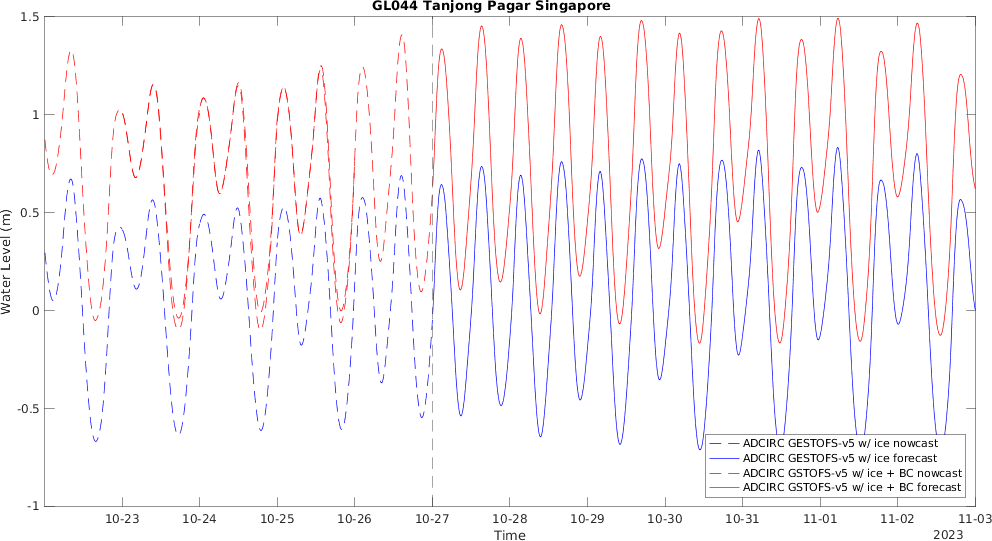 GL044 Tanjong Pagar Singapore
1.5
1
0.5
0
-0.5
-1
Water Level (m)
ADCIRC GESTOFS-v5 w/ ice nowcast
ADCIRC GESTOFS-v5 w/ ice forecast
ADCIRC GSTOFS-v5 w/ ice + BC nowcast
ADCIRC GSTOFS-v5 w/ ice + BC forecast
10-23 10-24 10-25 10-26 10-27 10-28 10-29 10-30 10-31 11-01 11-02 11-03
Time
2023